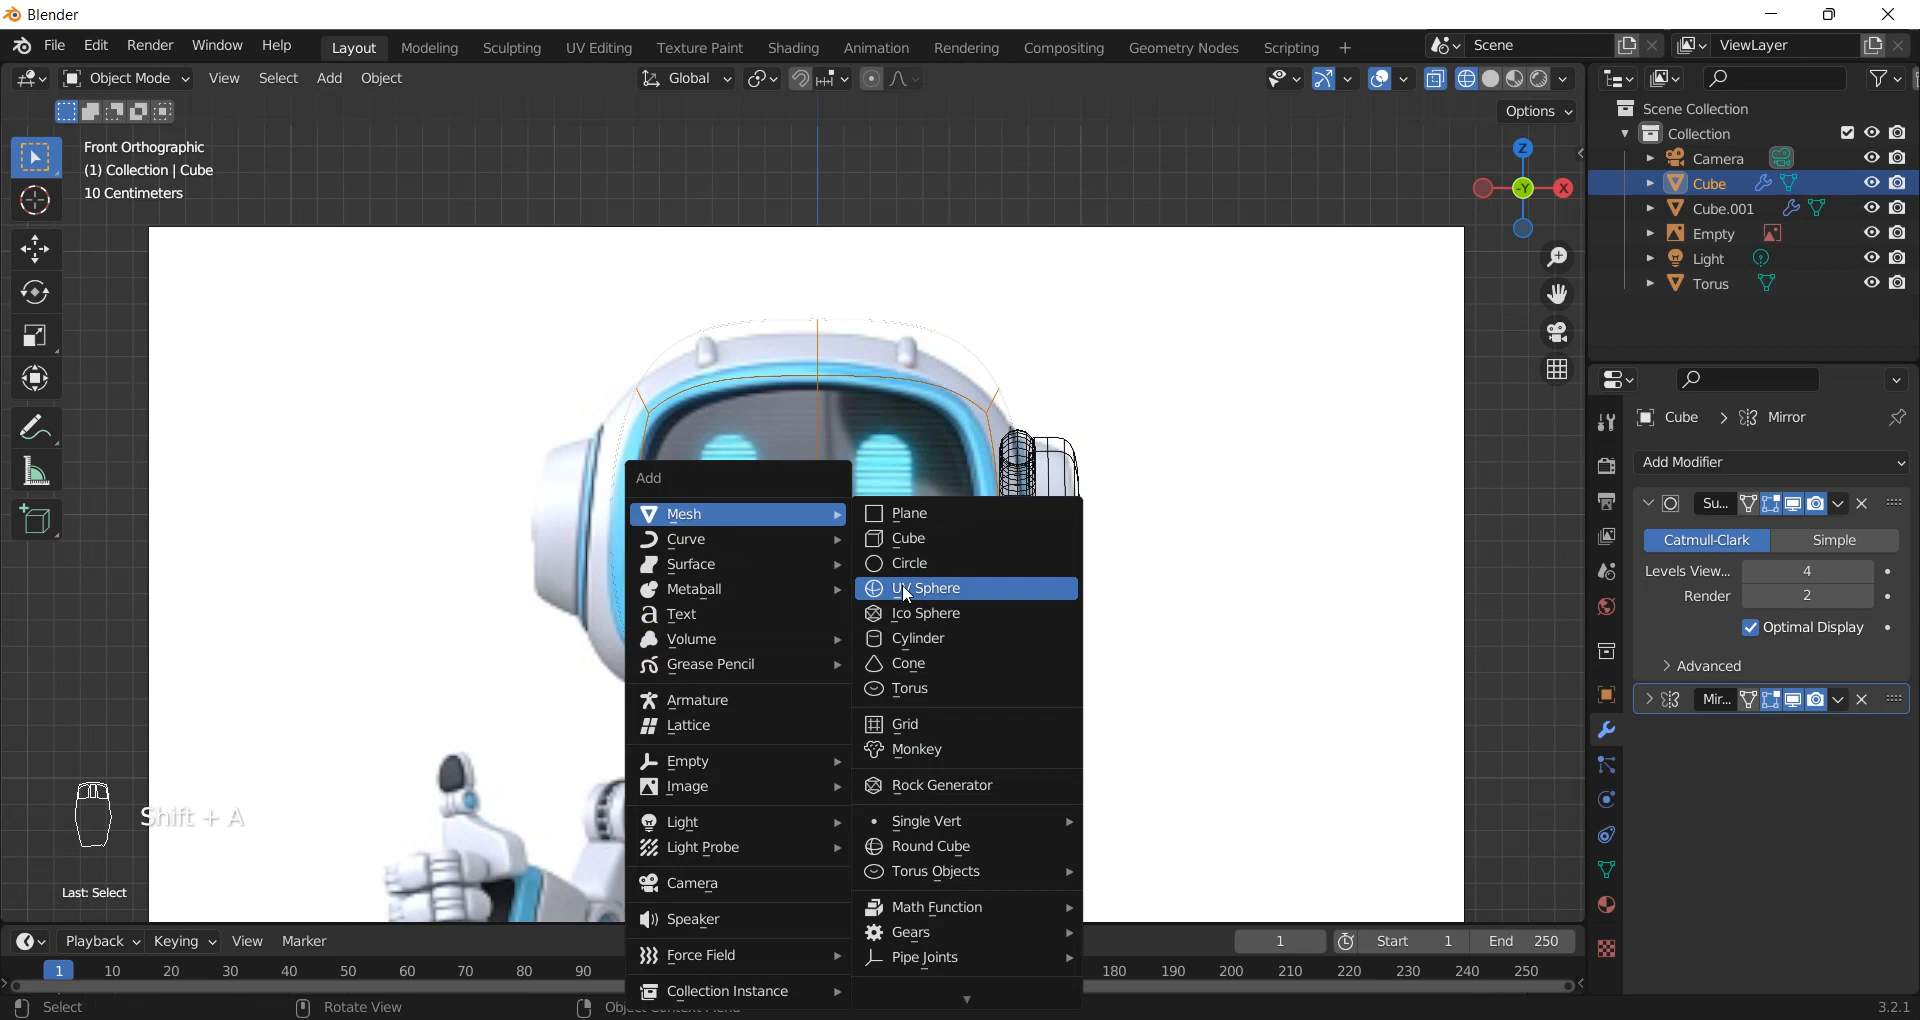 Blender
File Edit Render Window Help Layout Modeling Sculpting UV Editing Texture Paint Shading Animation Rendering Compositing Geometry Nodes Scripting + Scene ViewLayer
Object Mode View Select Add Object Global
Options
Front Orthographic
(1) Collection | Cube
10 Centimeters
Z
-Y
X
Scene Collection
Collection
Camera
Cube
Cube.001
Empty
Light
Torus
Cube > Mirror
Add Modifier
Su...
Catmull-Clark Simple
Levels View... 4
Render 2
Optimal Display
Advanced
Mir...
Add
Mesh
Curve
Surface
Metaball
Text
Volume
Grease Pencil
Armature
Lattice
Empty
Image
Light
Light Probe
Camera
Speaker
Force Field
Collection Instance
Plane
Cube
Circle
UV Sphere
Ico Sphere
Cylinder
Cone
Torus
Grid
Monkey
Rock Generator
Single Vert
Round Cube
Torus Objects
Math Function
Gears
Pipe Joints
Shift + A
Last: Select
Playback Keying View Marker 1 Start 1 End 250
1 10 20 30 40 50 60 70 80 90 180 190 200 210 220 230 240 250
Select Rotate View 3.2.1